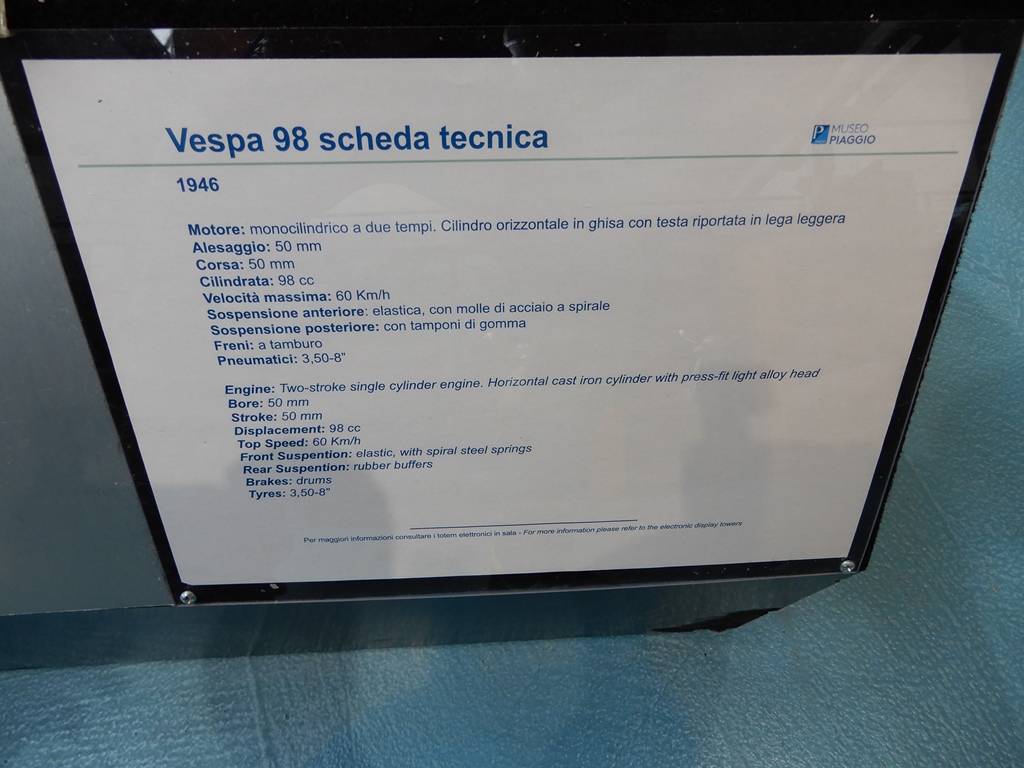 Vespa 98 scheda tecnica
P MUSEO
PIAGGIO
1946
Motore: monocilindrico a due tempi. Cilindro orizzontale in ghisa con testa riportata in lega leggera
Alesaggio: 50 mm
Corsa: 50 mm
Cilindrata: 98 cc
Velocità massima: 60 Km/h
Sospensione anteriore: elastica, con molle di acciaio a spirale
Sospensione posteriore: con tamponi di gomma
Freni: a tamburo
Pneumatici: 3,50-8”
Engine: Two-stroke single cylinder engine. Horizontal cast iron cylinder with press-fit light alloy head
Bore: 50 mm
Stroke: 50 mm
Displacement: 98 cc
Top Speed: 60 Km/h
Front Suspention: elastic, with spiral steel springs
Rear Suspention: rubber buffers
Brakes: drums
Tyres: 3,50-8”
Per maggiori informazioni consultare i totem elettronici in sala - For more information please refer to the electronic display towers